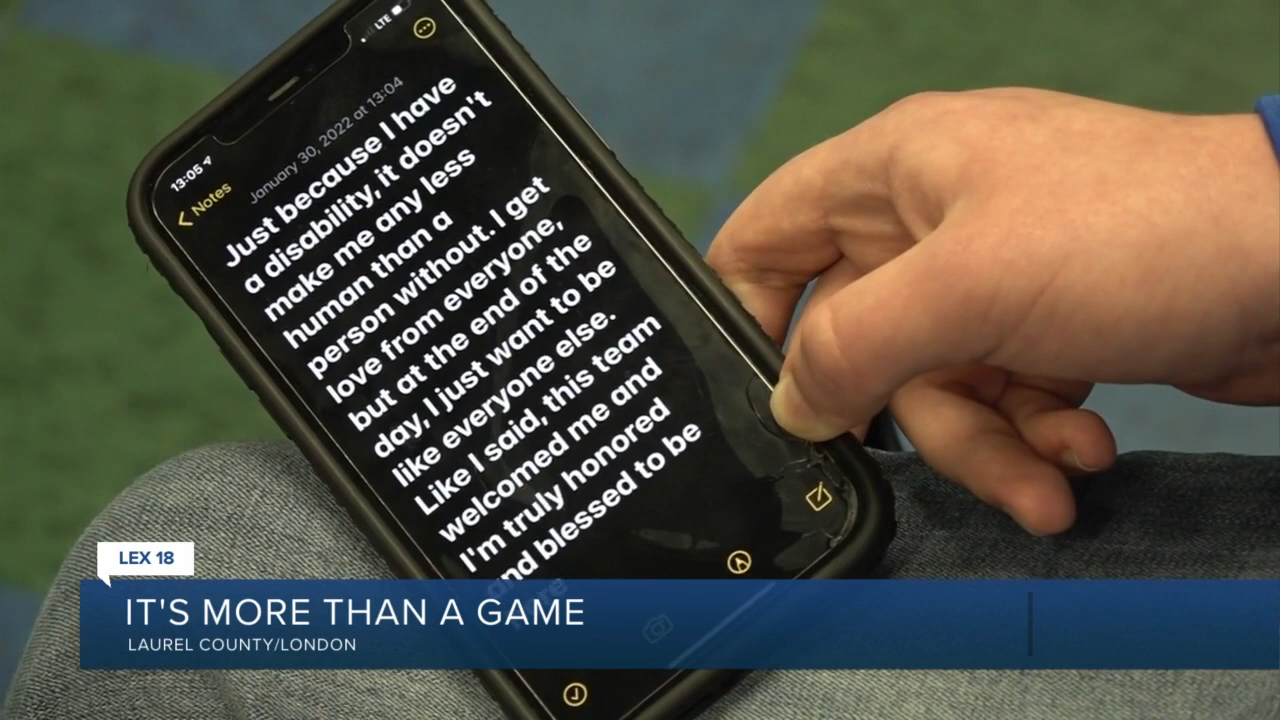 LTE
13:05
Notes
January 30, 2022 at 13:04
Just because I have
a disability, it doesn't
make me any less
human than a
person without. I get
love from everyone,
but at the end of the
day, I just want to be
like everyone else.
Like I said, this team
welcomed me and
I'm truly honored
and blessed to be
LEX 18
IT'S MORE THAN A GAME
LAUREL COUNTY/LONDON